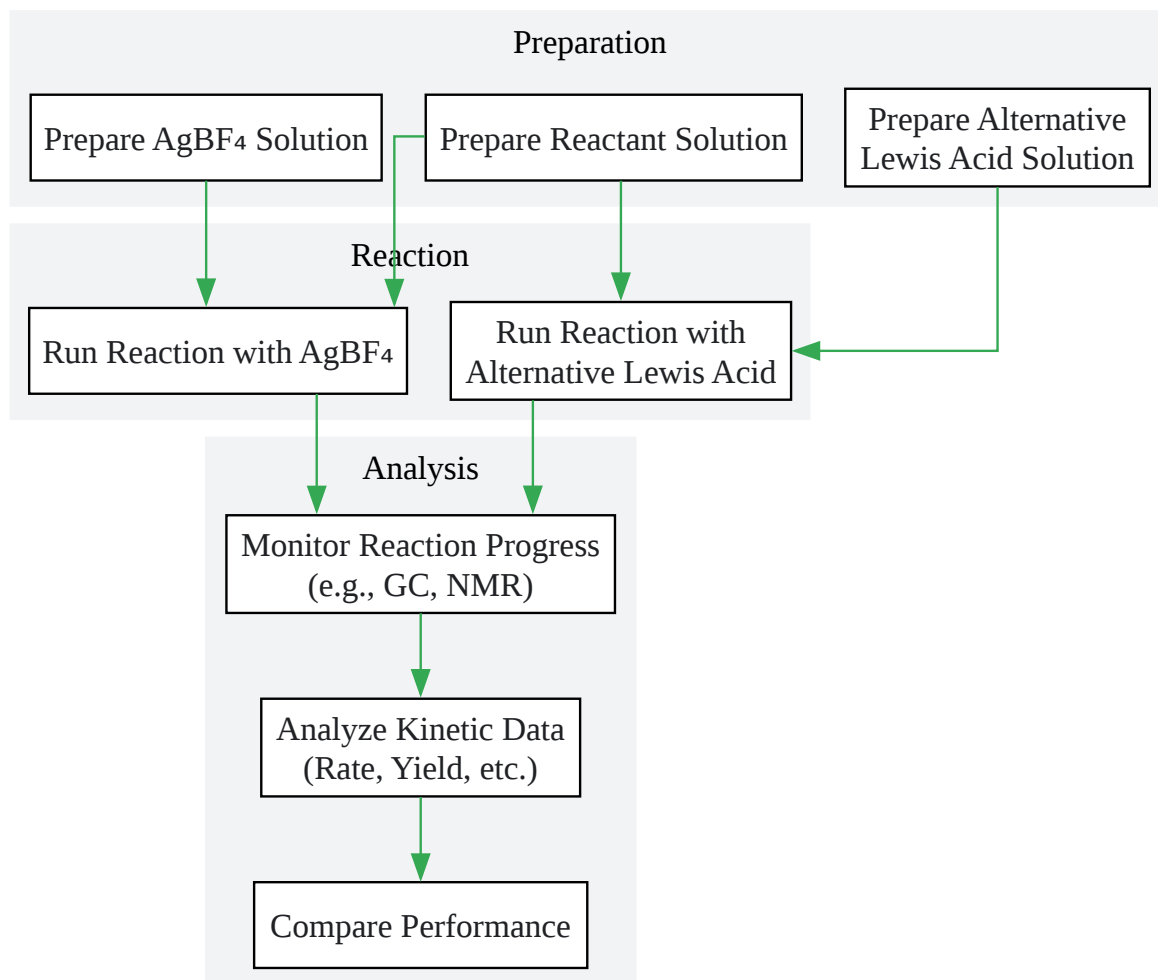 Preparation
Prepare AgBF₄ Solution
Prepare Reactant Solution
Prepare Alternative
Lewis Acid Solution
Reaction
Run Reaction with AgBF₄
Run Reaction with
Alternative Lewis Acid
Analysis
Monitor Reaction Progress
(e.g., GC, NMR)
Analyze Kinetic Data
(Rate, Yield, etc.)
Compare Performance